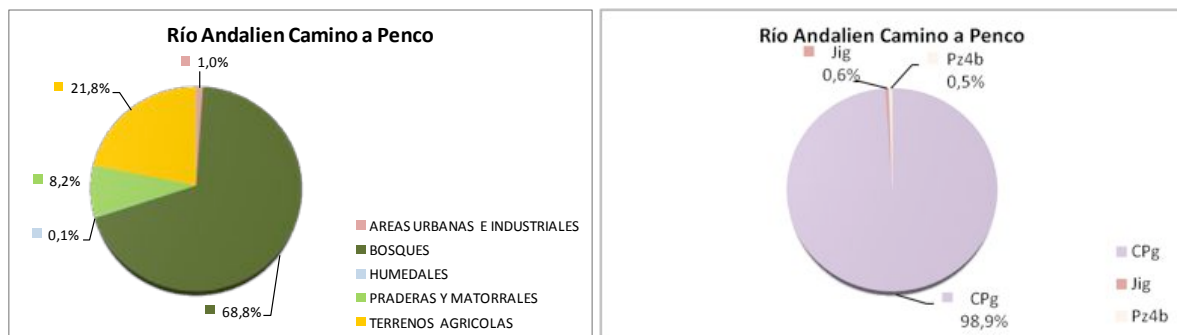 Río Andalien Camino a Penco
1,0%
21,8%
8,2%
0,1%
68,8%
AREAS URBANAS E INDUSTRIALES
BOSQUES
HUMEDALES
PRADERAS Y MATORRALES
TERRENOS AGRICOLAS
Río Andalien Camino a Penco
Jig
0,6%
Pz4b
0,5%
CPg
98,9%
CPg
Jig
Pz4b